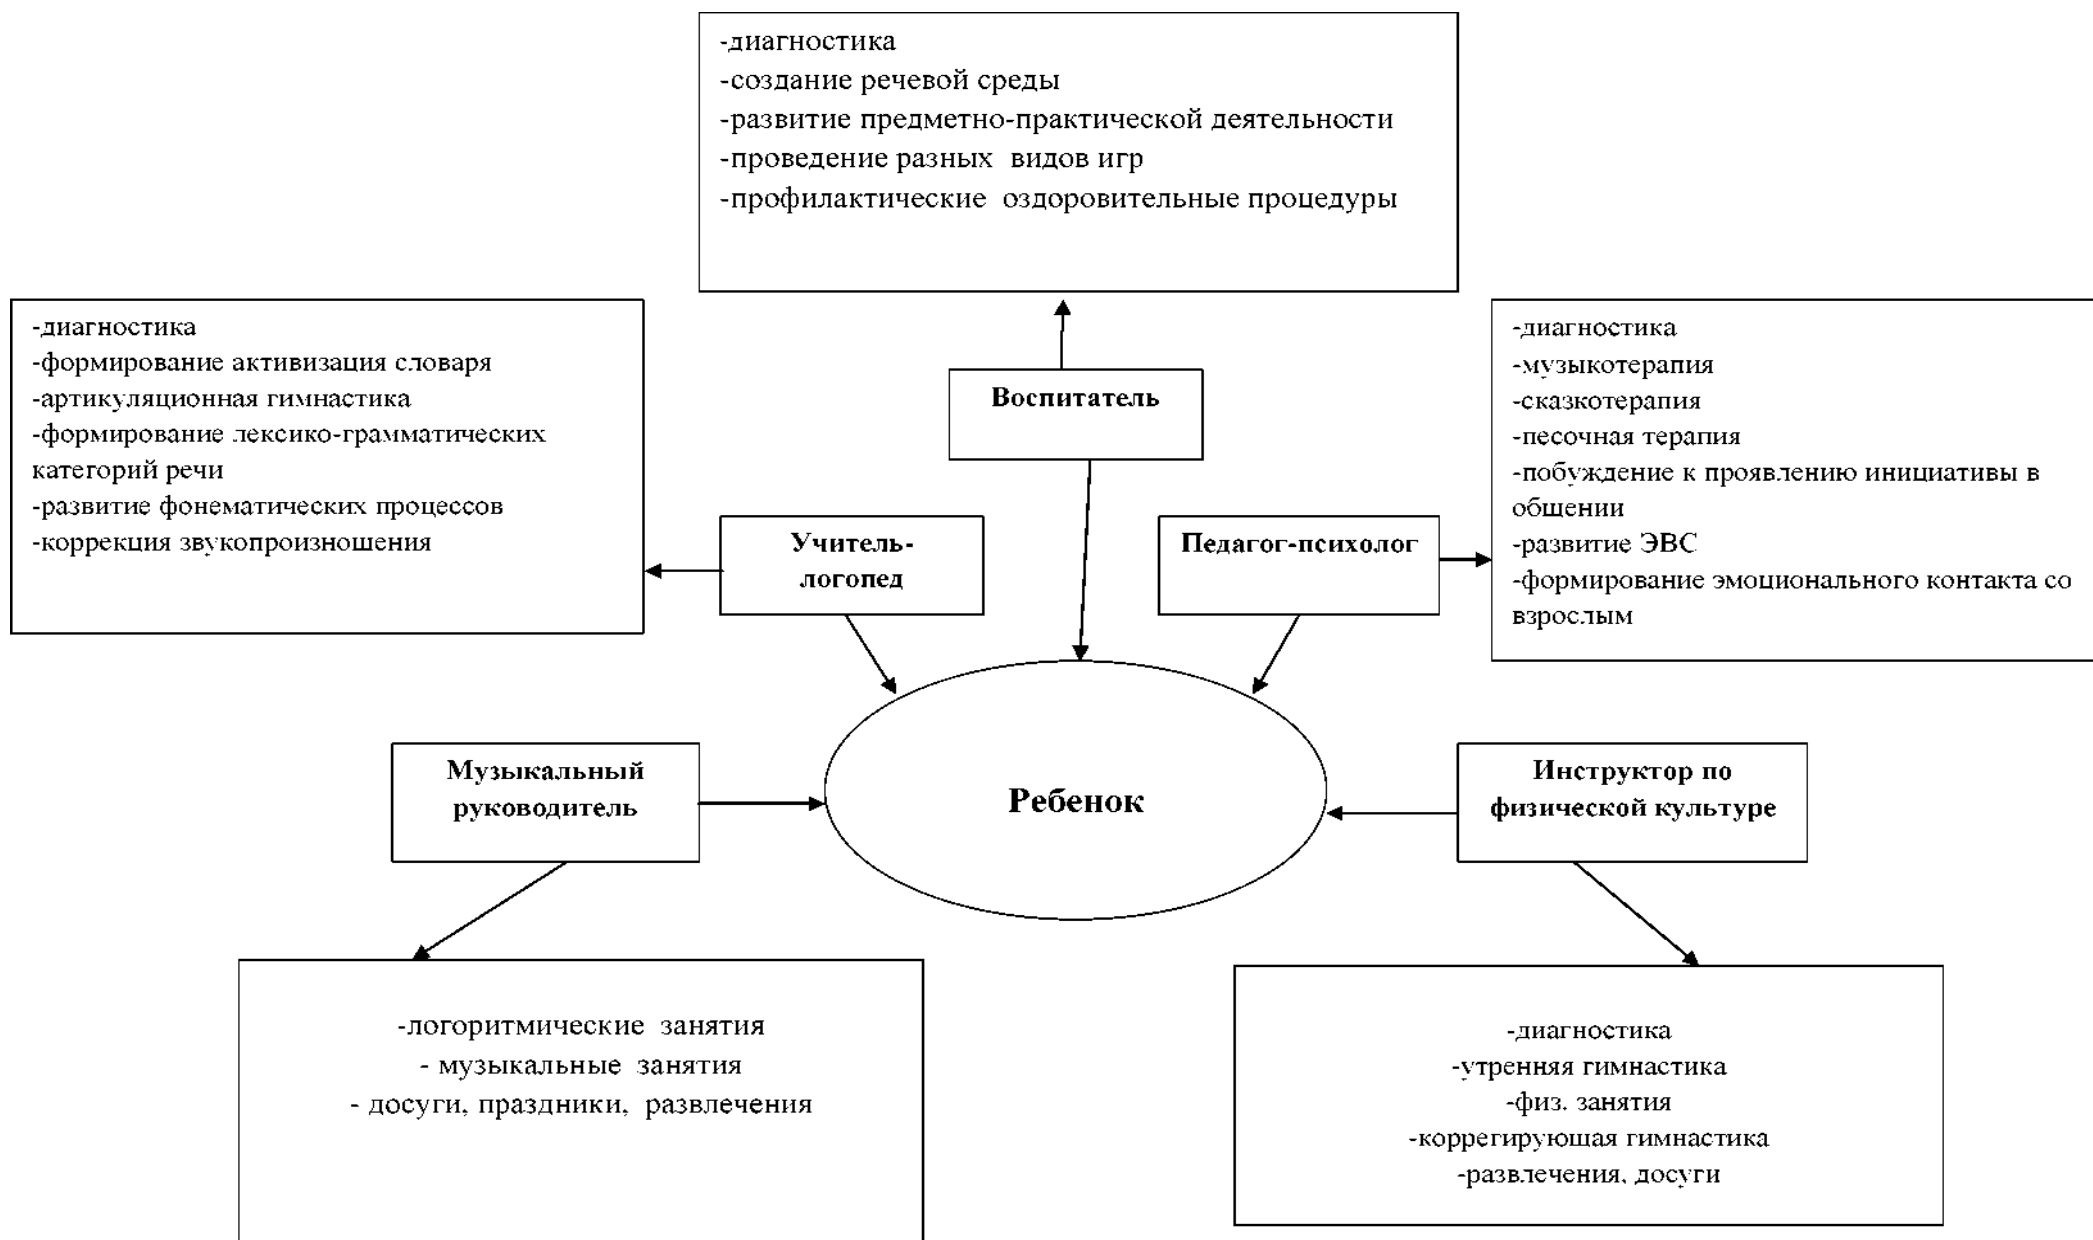 -диагностика
-создание речевой среды
-развитие предметно-практической деятельности
-проведение разных видов игр
-профилактические оздоровительные процедуры
-диагностика
-формирование активизация словаря
-артикуляционная гимнастика
-формирование лексико-грамматических
категорий речи
-развитие фонематических процессов
-коррекция звукопроизношения
Воспитатель
-диагностика
-музыкотерапия
-сказкотерапия
-песочная терапия
-побуждение к проявлению инициативы в
общении
-развитие ЭВС
-формирование эмоционального контакта со
взрослым
Учитель-
логопед
Педагог-психолог
Музыкальный
руководитель
Ребенок
Инструктор по
физической культуре
-логоритмические занятия
- музыкальные занятия
- досуги, праздники, развлечения
-диагностика
-утренняя гимнастика
-физ. занятия
-коррегирующая гимнастика
-развлечения, досуги